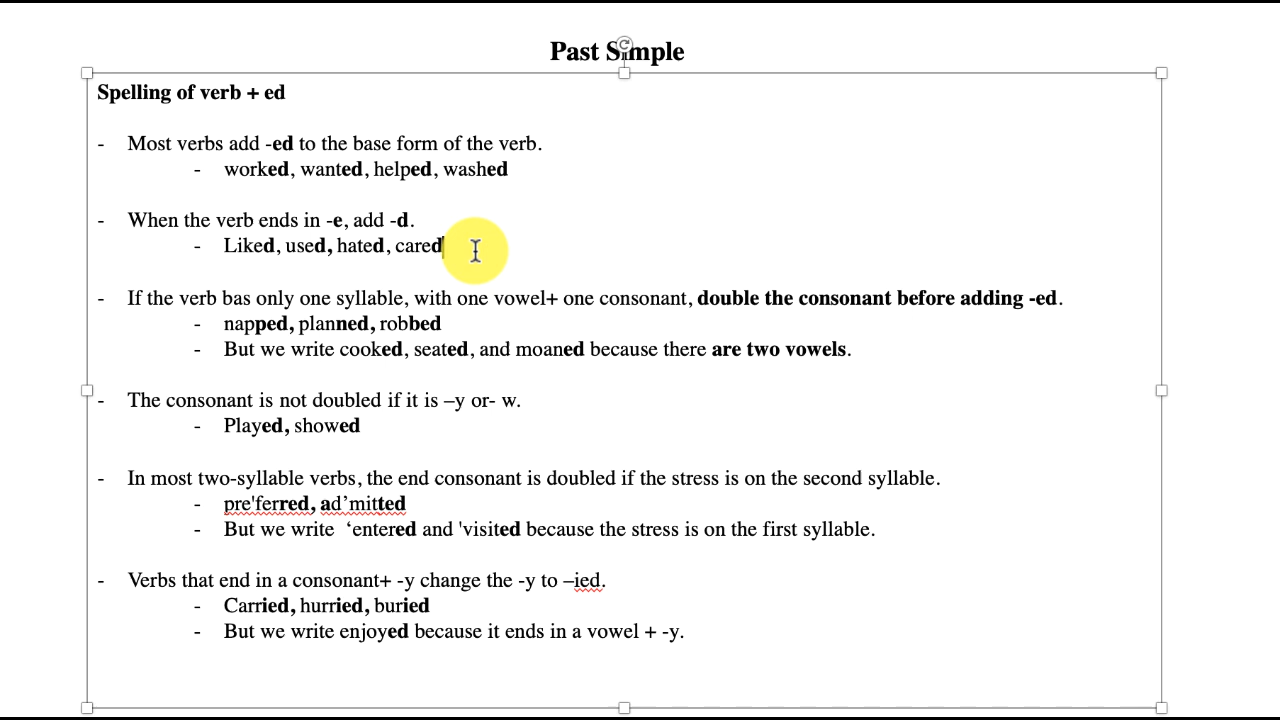 Past Simple
Spelling of verb + ed
- Most verbs add -ed to the base form of the verb.
- worked, wanted, helped, washed
- When the verb ends in -e, add -d.
- Liked, used, hated, cared
- If the verb bas only one syllable, with one vowel+ one consonant, double the consonant before adding -ed.
- napped, planned, robbed
- But we write cooked, seated, and moaned because there are two vowels.
- The consonant is not doubled if it is –y or- w.
- Played, showed
- In most two-syllable verbs, the end consonant is doubled if the stress is on the second syllable.
- pre'ferred, ad’mitted
- But we write ‘entered and 'visited because the stress is on the first syllable.
- Verbs that end in a consonant+ -y change the -y to –ied.
- Carried, hurried, buried
- But we write enjoyed because it ends in a vowel + -y.